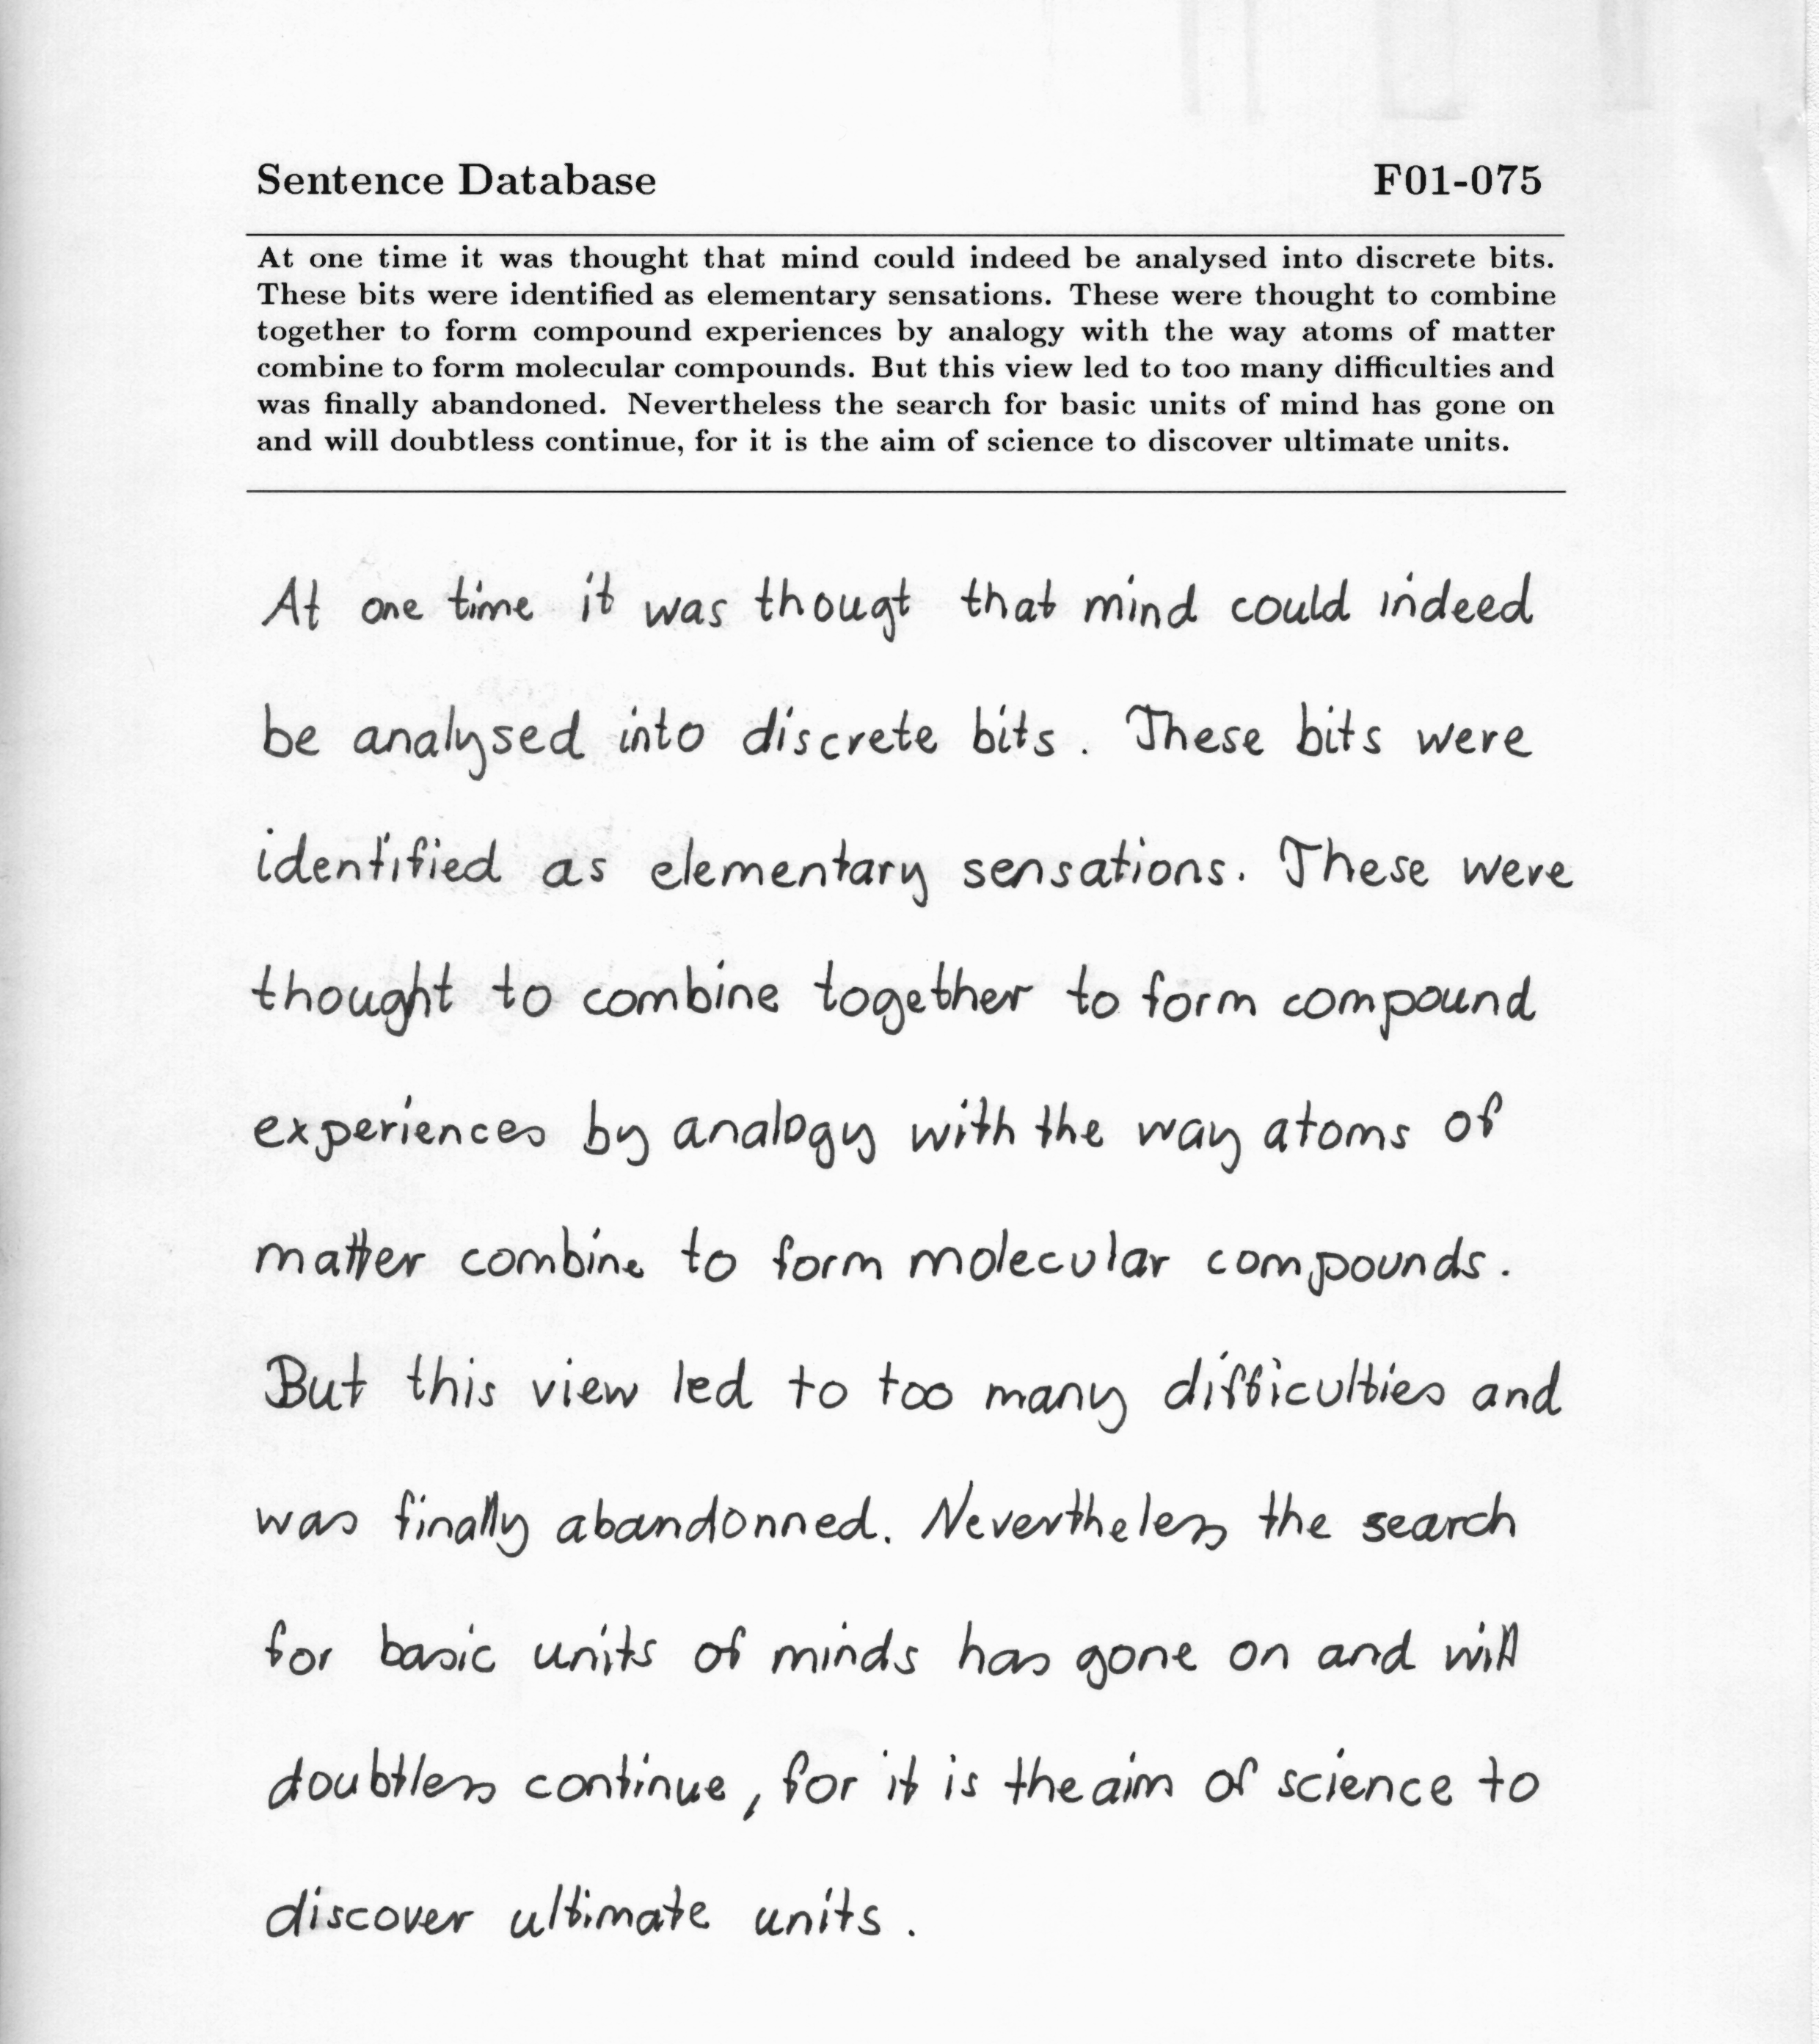 Sentence Database F01-075
At one time it was thought that mind could indeed be analysed into discrete bits.
These bits were identified as elementary sensations. These were thought to combine
together to form compound experiences by analogy with the way atoms of matter
combine to form molecular compounds. But this view led to too many difficulties and
was finally abandoned. Nevertheless the search for basic units of mind has gone on
and will doubtless continue, for it is the aim of science to discover ultimate units.
At one time it was thougt that mind could indeed
be analysed into discrete bits. These bits were
identified as elementary sensations. These were
thought to combine together to form compound
experiences by analogy with the way atoms of
matter combine to form molecular compounds.
But this view led to too many difficulties and
was finally abandonned. Nevertheless the search
for basic units of minds has gone on and will
doubtless continue, for it is the aim of science to
discover ultimate units.